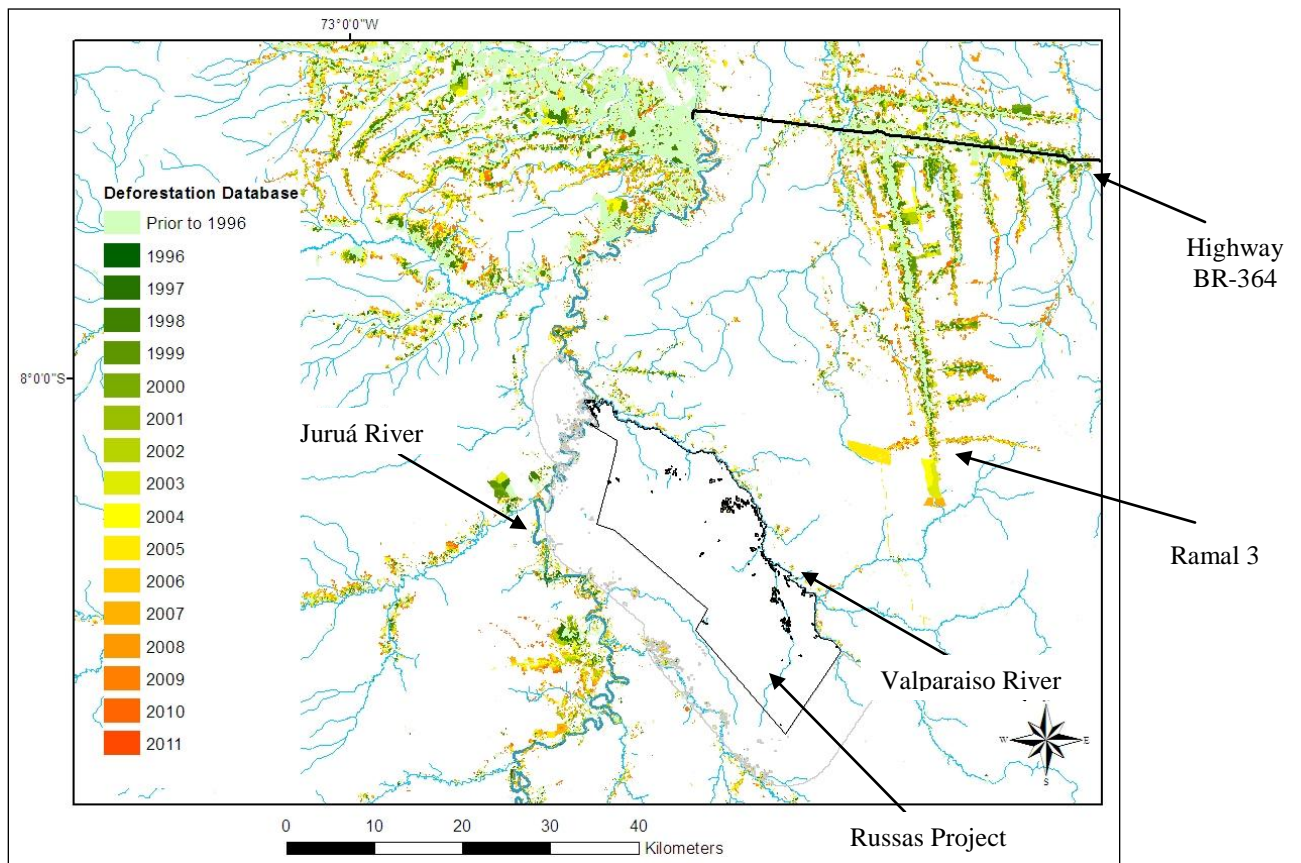 73°0'0"W
Deforestation Database
Prior to 1996
1996
1997
1998
1999
2000
2001
2002
2003
2004
2005
2006
2007
2008
2009
2010
2011
8°0'0"S
Highway
BR-364
Juruá River
Ramal 3
Valparaiso River
W E
S
0 10 20 30 40
Kilometers
Russas Project